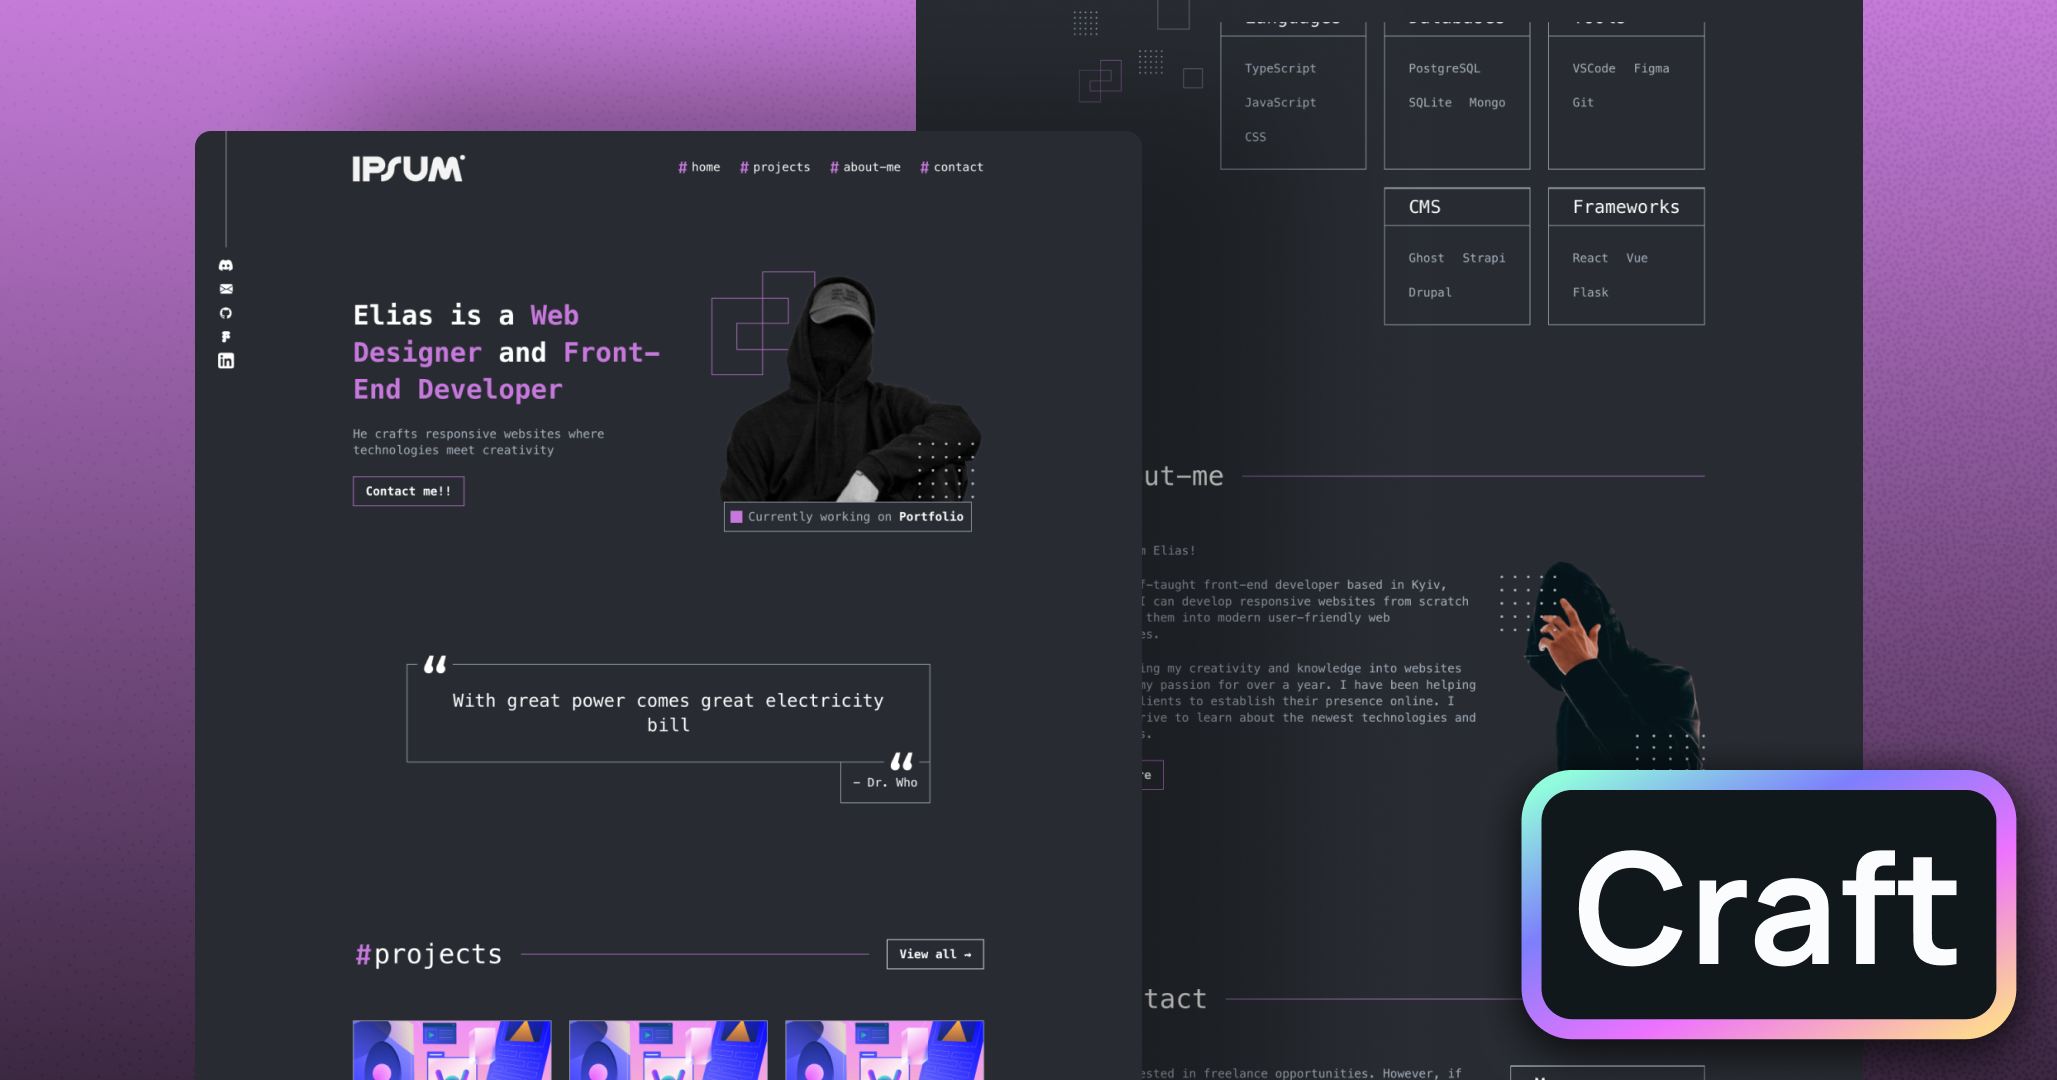 IPSUM
# home # projects # about-me # contact
Elias is a Web
Designer and Front-
End Developer
He crafts responsive websites where
technologies meet creativity
Contact me!!
Currently working on Portfolio
With great power comes great electricity
bill
- Dr. Who
#projects
View all →
Languages
TypeScript
JavaScript
CSS
Databases
PostgreSQL
SQLite Mongo
Tools
VSCode Figma
Git
CMS
Ghost Strapi
Drupal
Frameworks
React Vue
Flask
ut-me
Elias!
-taught front-end developer based in Kyiv,
I can develop responsive websites from scratch
them into modern user-friendly web
es.
ing my creativity and knowledge into websites
my passion for over a year. I have been helping
lients to establish their presence online. I
rive to learn about the newest technologies and
s.
re
tact
ested in freelance opportunities. However, if
Craft